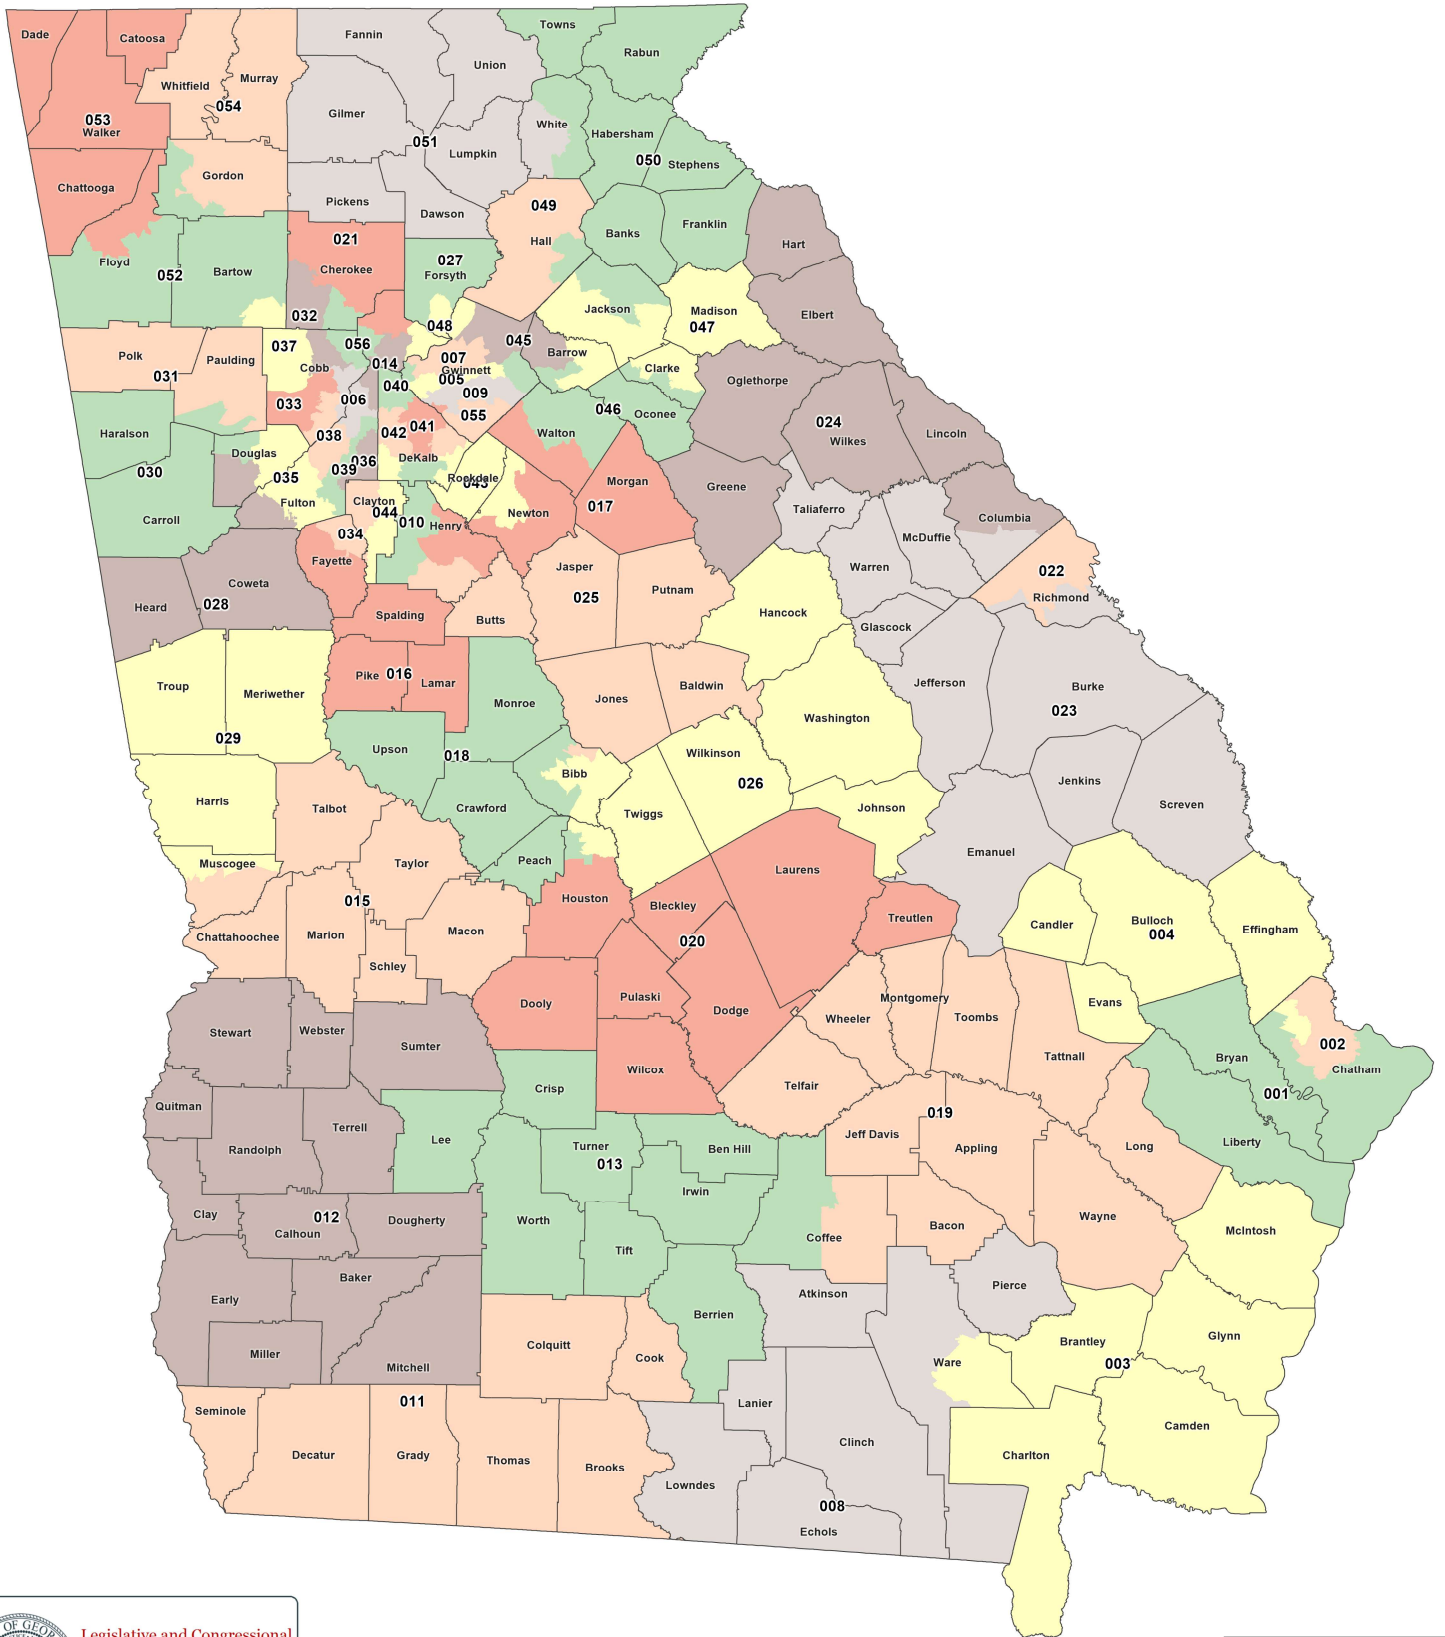 Dade
Catoosa
Fannin
Towns
Rabun
Union
Whitfield
Murray
054
053
Walker
Gilmer
White
Habersham
051
Lumpkin
050
Stephens
Chattooga
Gordon
Pickens
Dawson
049
Hall
Banks
Franklin
Hart
021
Cherokee
027
Forsyth
Floyd
052
Bartow
032
048
Jackson
Madison
047
Elbert
037
056
Cobb
014
045
Barrow
007
Gwinnett
005
Clarke
Polk
031
Paulding
040
009
Oglethorpe
033
006
055
046
Oconee
024
Wilkes
Lincoln
Haralson
038
042
041
Walton
030
Douglas
039
036
DeKalb
035
Rockdale
043
Morgan
017
Greene
Taliaferro
Columbia
Carroll
Fulton
Clayton
044
010
Henry
Newton
034
Fayette
McDuffie
Warren
022
Richmond
Heard
028
Coweta
Jasper
025
Putnam
Hancock
Spalding
Butts
Glascock
Troup
Meriwether
Pike
016
Lamar
Monroe
Jones
Baldwin
Jefferson
Burke
023
029
Upson
018
Washington
Wilkinson
026
Bibb
Jenkins
Screven
Harris
Talbot
Crawford
Twiggs
Johnson
Muscogee
Taylor
Peach
Emanuel
Laurens
015
Houston
Bleckley
Treutlen
Candler
Bulloch
004
Effingham
Chattahoochee
Marion
Macon
Schley
020
Dooly
Pulaski
Dodge
Wheeler
Montgomery
Toombs
Evans
Stewart
Webster
Sumter
Tattnall
Bryan
002
Chatham
Wilcox
Crisp
Telfair
001
Quitman
Randolph
Terrell
Lee
Turner
013
Ben Hill
019
Jeff Davis
Appling
Long
Liberty
Irwin
Clay
012
Calhoun
Dougherty
Worth
Tift
Coffee
Bacon
Wayne
McIntosh
Baker
Early
Atkinson
Pierce
Miller
Mitchell
Colquitt
Cook
Berrien
Ware
Brantley
003
Glynn
Seminole
011
Lanier
Camden
Decatur
Grady
Thomas
Brooks
Clinch
Charlton
Lowndes
008
Echols
OF GEOR
Legislative and Congressional